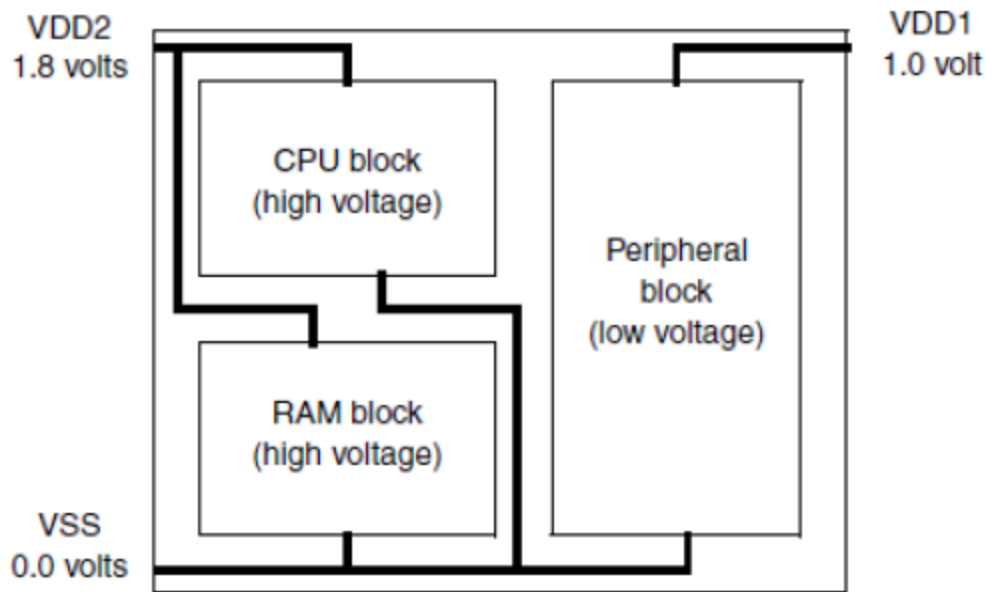 VDD2
1.8 volts
VDD1
1.0 volt
CPU block
(high voltage)
Peripheral
block
(low voltage)
RAM block
(high voltage)
VSS
0.0 volts